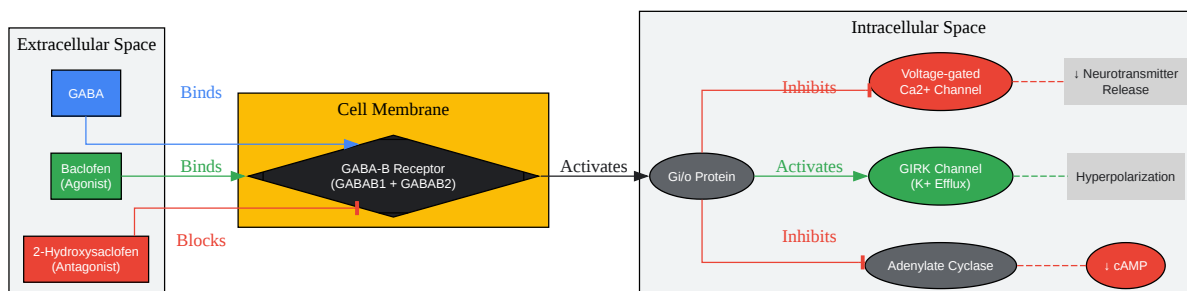 Extracellular Space
GABA
Binds
Baclofen
(Agonist)
Binds
2-Hydroxysaclofen
(Antagonist)
Blocks
Cell Membrane
GABA-B Receptor
(GABAB1 + GABAB2)
Activates
Intracellular Space
Gi/o Protein
Inhibits
Voltage-gated
Ca2+ Channel
↓ Neurotransmitter
Release
Activates
GIRK Channel
(K+ Efflux)
Hyperpolarization
Inhibits
Adenylate Cyclase
↓ cAMP